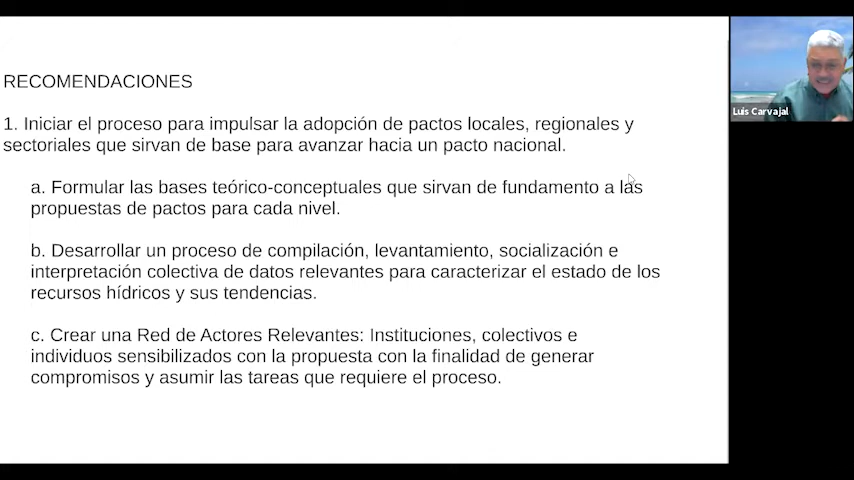 RECOMENDACIONES
1. Iniciar el proceso para impulsar la adopción de pactos locales, regionales y
sectoriales que sirvan de base para avanzar hacia un pacto nacional.
a. Formular las bases teórico-conceptuales que sirvan de fundamento a las
propuestas de pactos para cada nivel.
b. Desarrollar un proceso de compilación, levantamiento, socialización e
interpretación colectiva de datos relevantes para caracterizar el estado de los
recursos hídricos y sus tendencias.
c. Crear una Red de Actores Relevantes: Instituciones, colectivos e
individuos sensibilizados con la propuesta con la finalidad de generar
compromisos y asumir las tareas que requiere el proceso.
Luis Carvajal